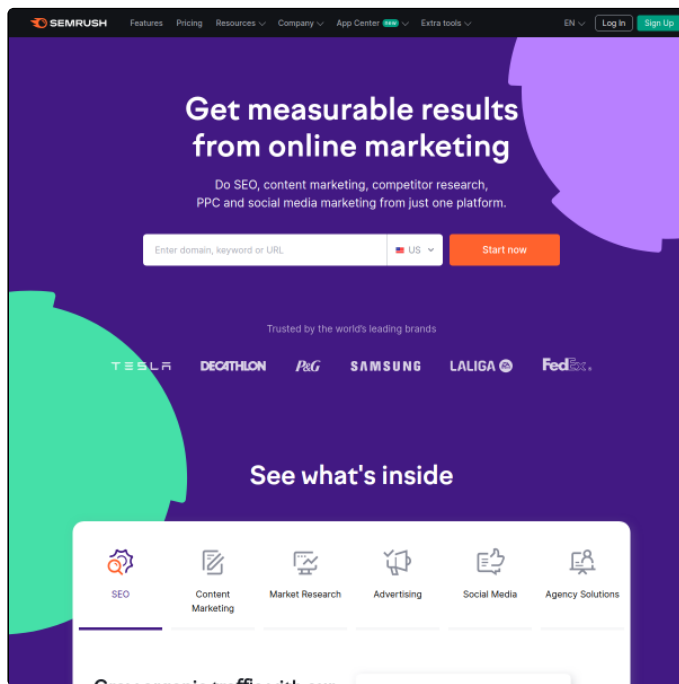 SEMRUSH Features Pricing Resources Company App Center NEW Extra tools EN Log In Sign Up
Get measurable results
from online marketing
Do SEO, content marketing, competitor research,
PPC and social media marketing from just one platform.
Enter domain, keyword or URL US Start now
Trusted by the world's leading brands
TESLA DECATHLON P&G SAMSUNG LALIGA FedEx
See what's inside
SEO Content Market Research Advertising Social Media Agency Solutions
Marketing